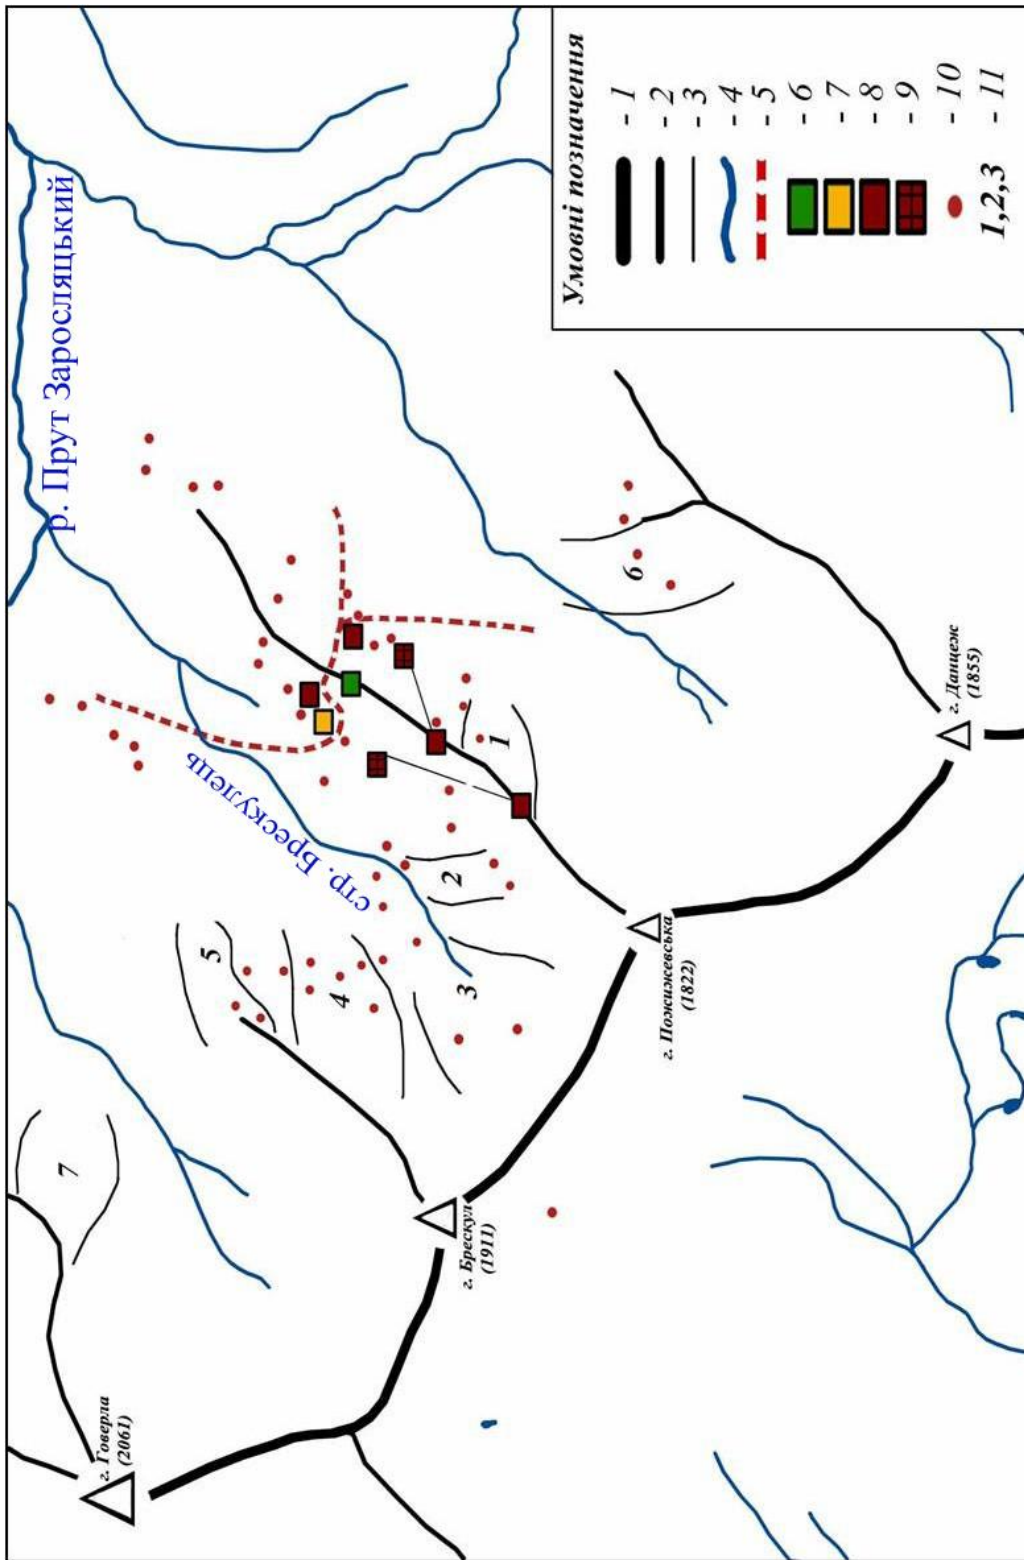 р. Прут Заросляцький
стр. Брескулець
г. Говерла
(2061)
г. Брескул
(1911)
г. Пожижевська
(1822)
г. Данцеж
(1855)
1
2
3
4
5
6
7
Умовні позначення
- 1
- 2
- 3
- 4
- 5
- 6
- 7
- 8
- 9
- 10
1,2,3 - 11